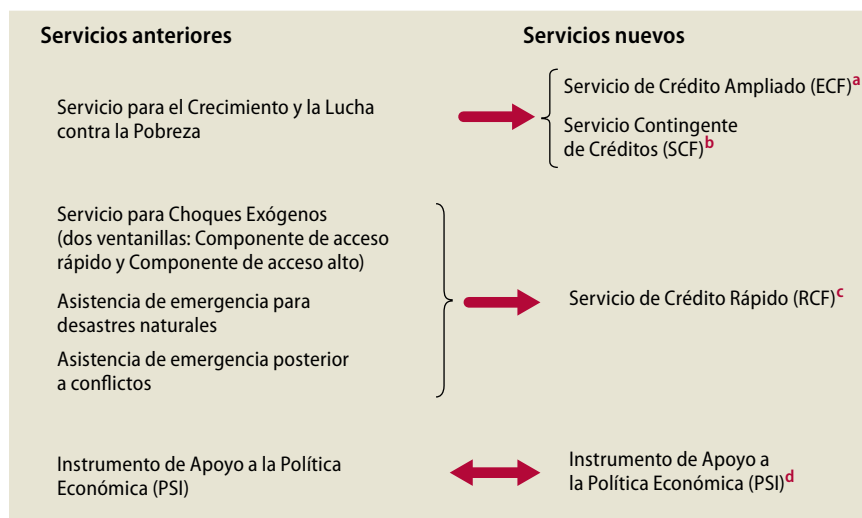 Servicios anteriores
Servicios nuevos
Servicio para el Crecimiento y la Lucha
contra la Pobreza
Servicio de Crédito Ampliado (ECF)a
Servicio Contingente
de Créditos (SCF)b
Servicio para Choques Exógenos
(dos ventanillas: Componente de acceso
rápido y Componente de acceso alto)
Asistencia de emergencia para
desastres naturales
Asistencia de emergencia posterior
a conflictos
Servicio de Crédito Rápido (RCF)c
Instrumento de Apoyo a la Política
Económica (PSI)
Instrumento de Apoyo a
la Política Económica (PSI)d